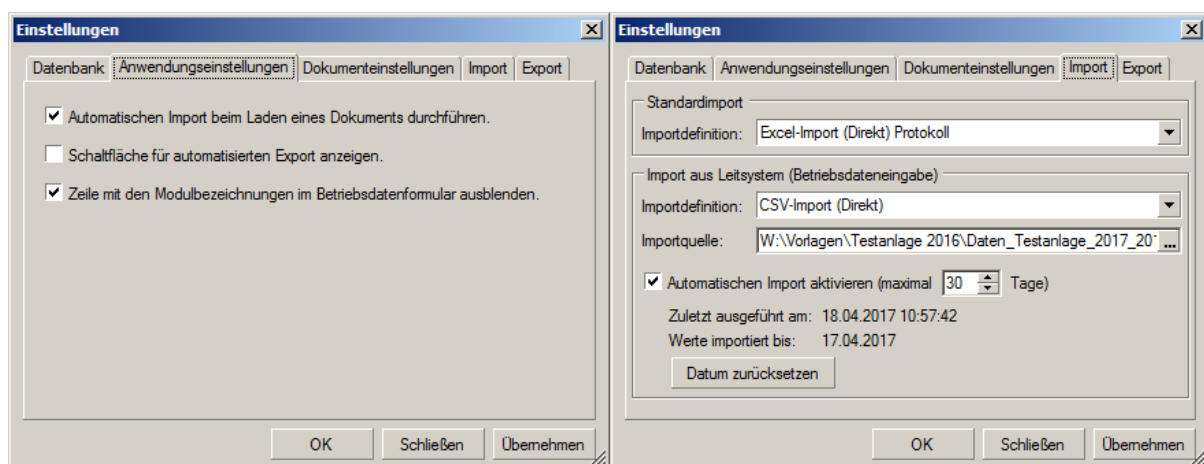 Einstellungen
Datenbank Anwendungseinstellungen Dokumenteinstellungen Import Export
Automatischen Import beim Laden eines Dokuments durchführen.
Schaltfläche für automatisierten Export anzeigen.
Zeile mit den Modulbezeichnungen im Betriebsdatenformular ausblenden.
OK Schließen Übernehmen
Einstellungen
Datenbank Anwendungseinstellungen Dokumenteinstellungen Import Export
Standardimport
Importdefinition: Excel-Import (Direkt) Protokoll
Import aus Leitsystem (Betriebsdateneingabe)
Importdefinition: CSV-Import (Direkt)
Importquelle: W:\Vorlagen\Testanlage 2016\Daten_Testanlage_2017_20 ...
Automatischen Import aktivieren (maximal 30 Tage)
Zuletzt ausgeführt am: 18.04.2017 10:57:42
Werte importiert bis: 17.04.2017
Datum zurücksetzen
OK Schließen Übernehmen